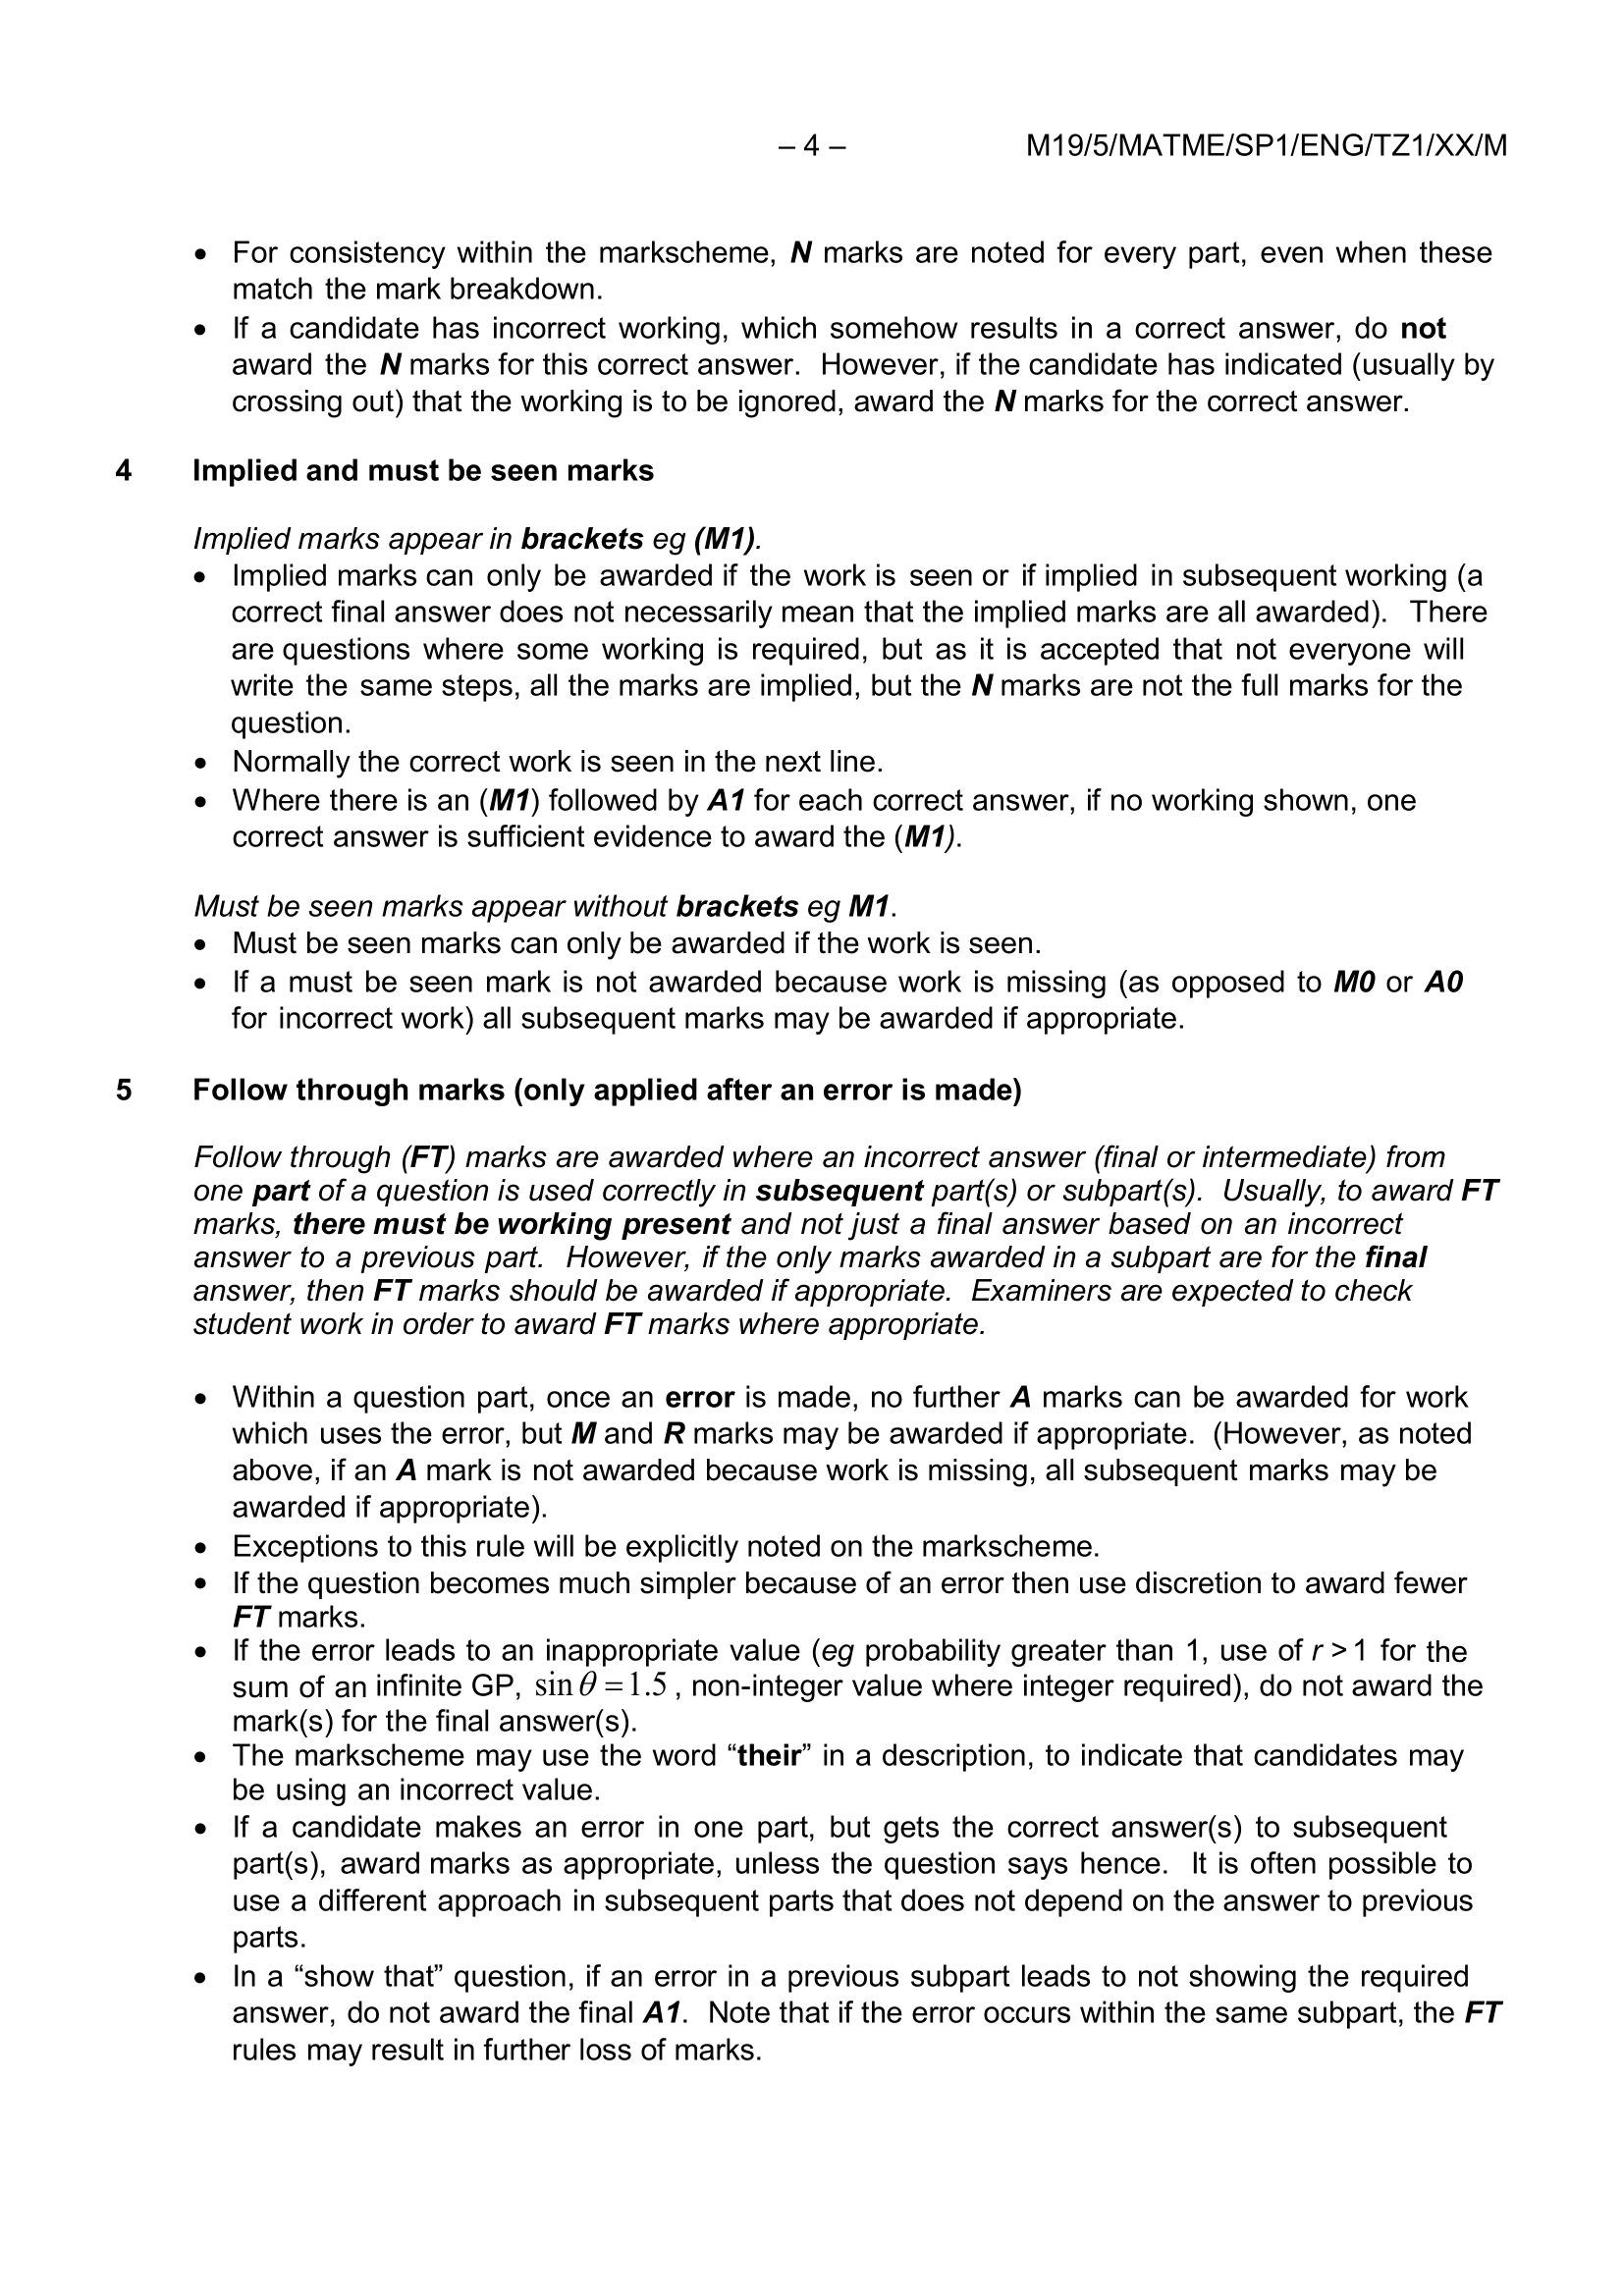 – 4 – M19/5/MATME/SP1/ENG/TZ1/XX/M
• For consistency within the markscheme, N marks are noted for every part, even when these
match the mark breakdown.
• If a candidate has incorrect working, which somehow results in a correct answer, do not
award the N marks for this correct answer. However, if the candidate has indicated (usually by
crossing out) that the working is to be ignored, award the N marks for the correct answer.
4 Implied and must be seen marks
Implied marks appear in brackets eg (M1).
• Implied marks can only be awarded if the work is seen or if implied in subsequent working (a
correct final answer does not necessarily mean that the implied marks are all awarded). There
are questions where some working is required, but as it is accepted that not everyone will
write the same steps, all the marks are implied, but the N marks are not the full marks for the
question.
• Normally the correct work is seen in the next line.
• Where there is an (M1) followed by A1 for each correct answer, if no working shown, one
correct answer is sufficient evidence to award the (M1).
Must be seen marks appear without brackets eg M1.
• Must be seen marks can only be awarded if the work is seen.
• If a must be seen mark is not awarded because work is missing (as opposed to M0 or A0
for incorrect work) all subsequent marks may be awarded if appropriate.
5 Follow through marks (only applied after an error is made)
Follow through (FT) marks are awarded where an incorrect answer (final or intermediate) from
one part of a question is used correctly in subsequent part(s) or subpart(s). Usually, to award FT
marks, there must be working present and not just a final answer based on an incorrect
answer to a previous part. However, if the only marks awarded in a subpart are for the final
answer, then FT marks should be awarded if appropriate. Examiners are expected to check
student work in order to award FT marks where appropriate.
• Within a question part, once an error is made, no further A marks can be awarded for work
which uses the error, but M and R marks may be awarded if appropriate. (However, as noted
above, if an A mark is not awarded because work is missing, all subsequent marks may be
awarded if appropriate).
• Exceptions to this rule will be explicitly noted on the markscheme.
• If the question becomes much simpler because of an error then use discretion to award fewer
FT marks.
• If the error leads to an inappropriate value (eg probability greater than 1, use of r > 1 for the
sum of an infinite GP, sin θ = 1.5 , non-integer value where integer required), do not award the
mark(s) for the final answer(s).
• The markscheme may use the word “their” in a description, to indicate that candidates may
be using an incorrect value.
• If a candidate makes an error in one part, but gets the correct answer(s) to subsequent
part(s), award marks as appropriate, unless the question says hence. It is often possible to
use a different approach in subsequent parts that does not depend on the answer to previous
parts.
• In a “show that” question, if an error in a previous subpart leads to not showing the required
answer, do not award the final A1. Note that if the error occurs within the same subpart, the FT
rules may result in further loss of marks.